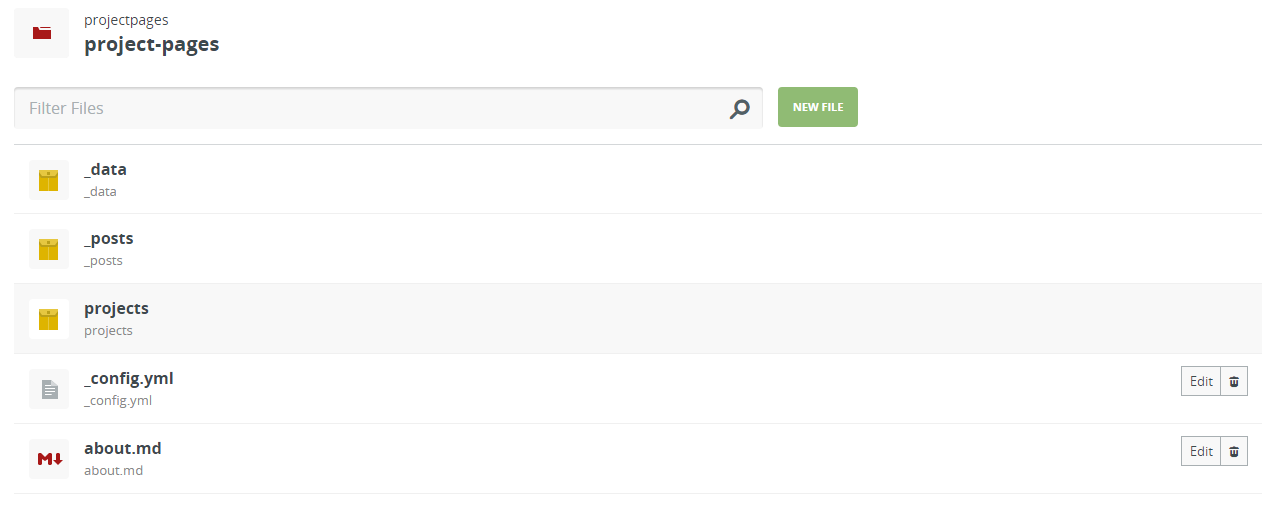 projectpages
project-pages
Filter Files
NEW FILE
_data
_data
_posts
_posts
projects
projects
_config.yml
_config.yml
Edit
about.md
about.md
Edit